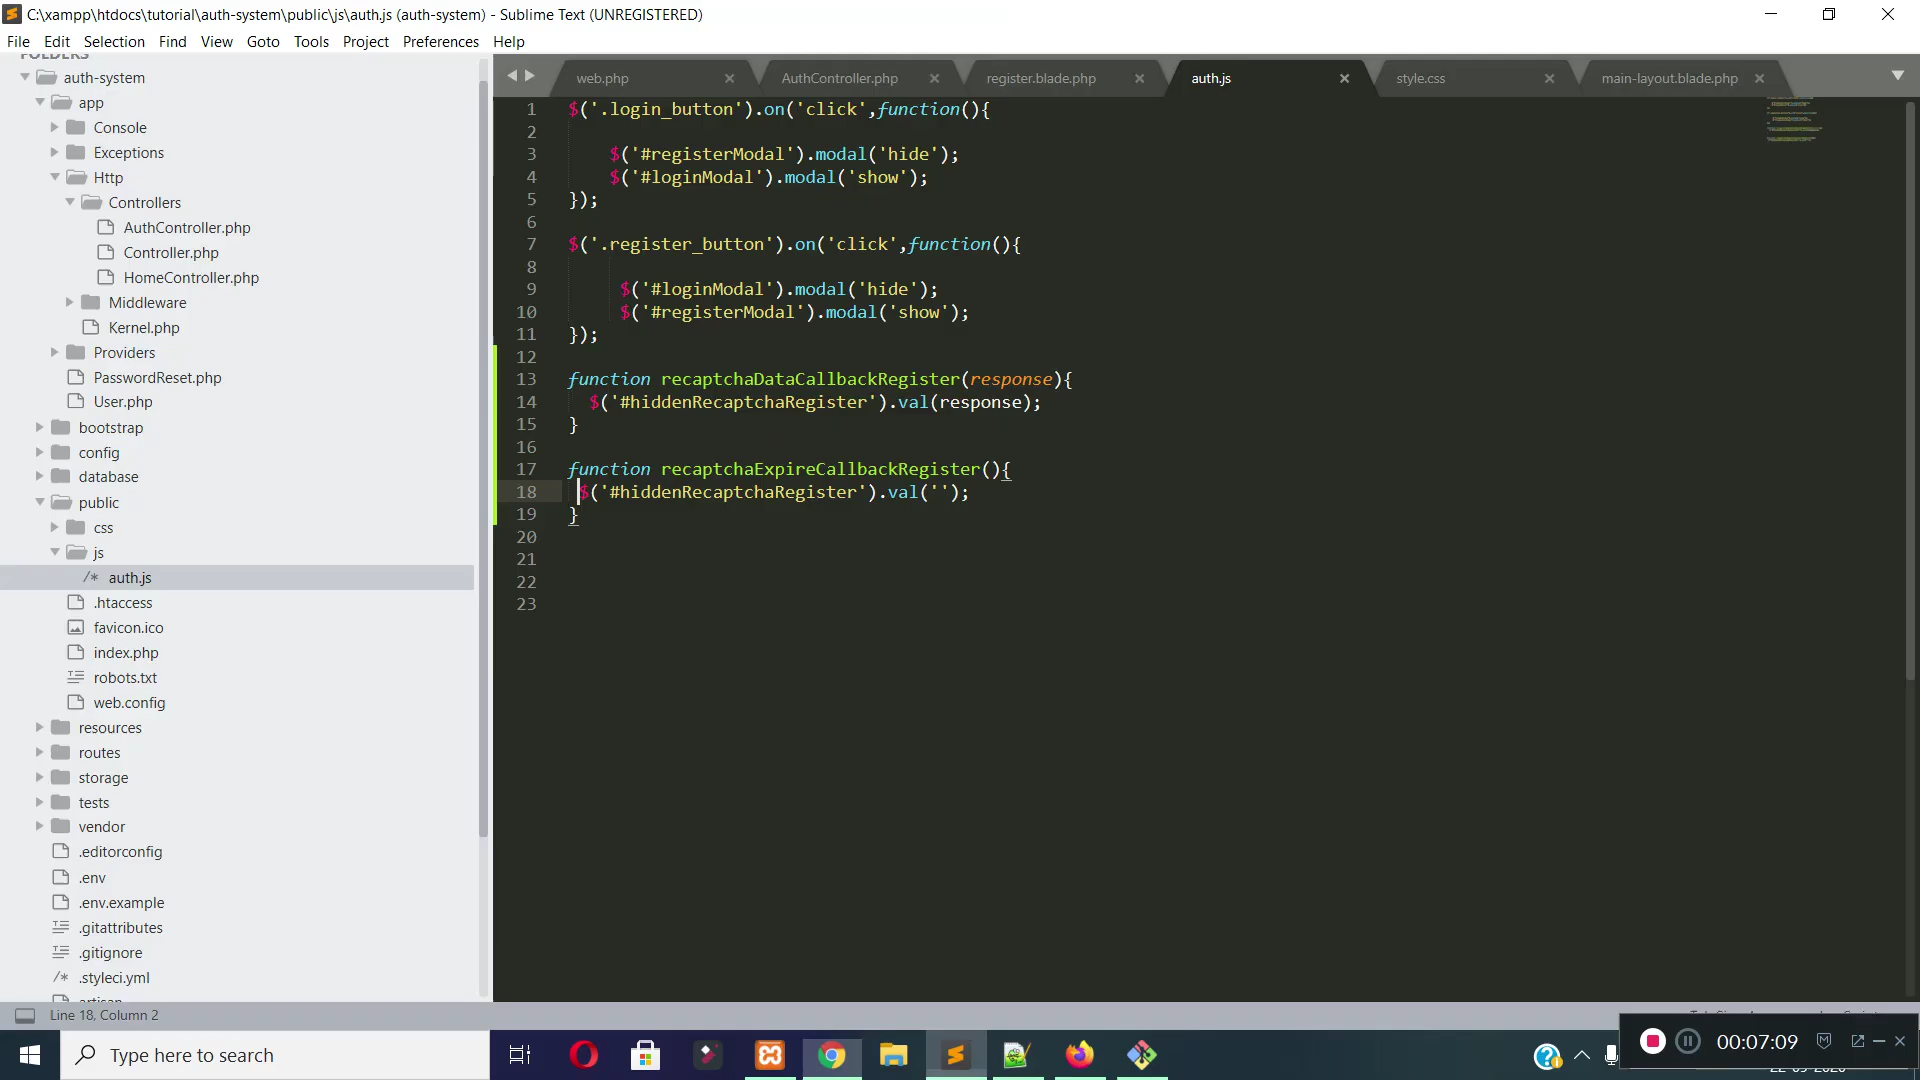 C:\xampp\htdocs\tutorial\auth-system\public\js\auth.js (auth-system) - Sublime Text (UNREGISTERED)
File Edit Selection Find View Goto Tools Project Preferences Help
FOLDERS
auth-system
app
Console
Exceptions
Http
Controllers
AuthController.php
Controller.php
HomeController.php
Middleware
Kernel.php
Providers
PasswordReset.php
User.php
bootstrap
config
database
public
css
js
/* auth.js
.htaccess
favicon.ico
index.php
robots.txt
web.config
resources
routes
storage
tests
vendor
.editorconfig
.env
.env.example
.gitattributes
.gitignore
/* .styleci.yml
artisan
web.php AuthController.php register.blade.php auth.js style.css main-layout.blade.php
1 $('.login_button').on('click',function(){
2
3 $('#registerModal').modal('hide');
4 $('#loginModal').modal('show');
5 });
6
7 $('.register_button').on('click',function(){
8
9 $('#loginModal').modal('hide');
10 $('#registerModal').modal('show');
11 });
12
13 function recaptchaDataCallbackRegister(response){
14 $('#hiddenRecaptchaRegister').val(response);
15 }
16
17 function recaptchaExpireCallbackRegister(){
18 $('#hiddenRecaptchaRegister').val('');
19 }
20
21
22
23
Line 18, Column 2
Type here to search
00:07:09